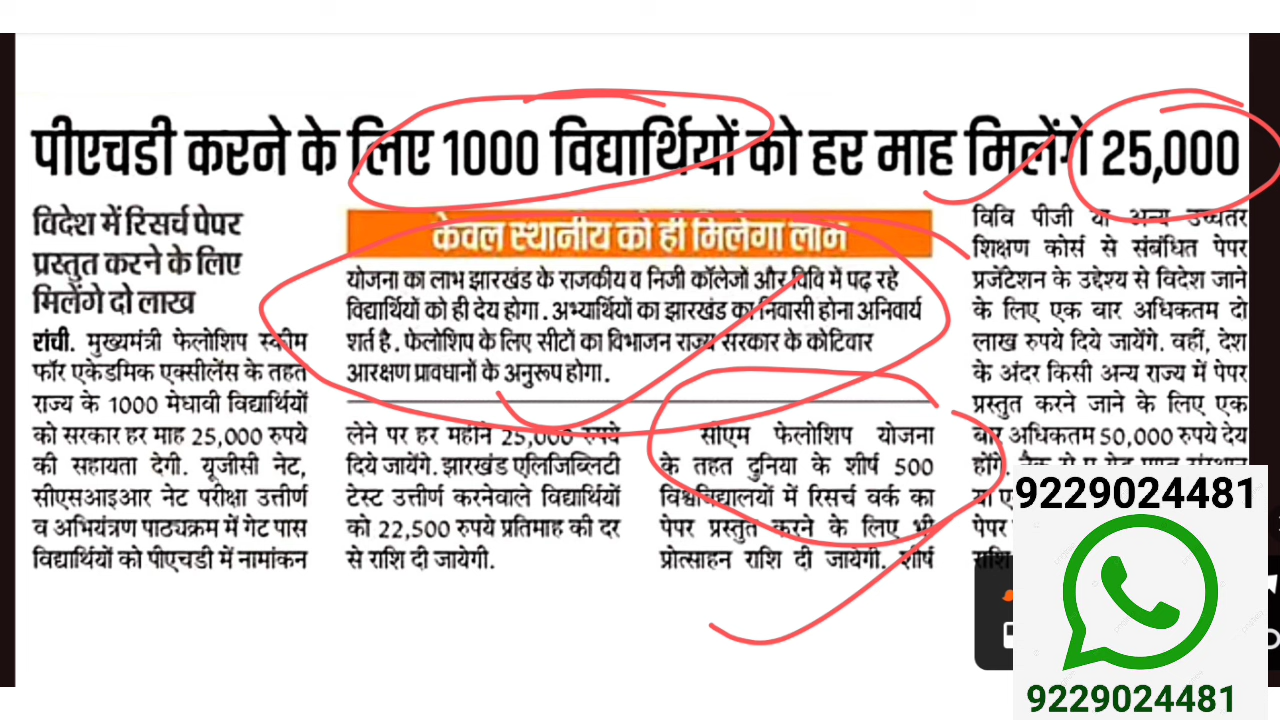 पीएचडी करने के लिए 1000 विद्यार्थियों को हर माह मिलेंगे 25,000
विदेश में रिसर्च पेपर
प्रस्तुत करने के लिए
मिलेंगे दो लाख
रांची. मुख्यमंत्री फेलोशिप स्कीम
फॉर एकेडमिक एक्सीलेंस के तहत
राज्य के 1000 मेधावी विद्यार्थियों
को सरकार हर माह 25,000 रुपये
की सहायता देगी. यूजीसी नेट,
सीएसआइआर नेट परीक्षा उत्तीर्ण
व अभियंत्रण पाठ्यक्रम में गेट पास
विद्यार्थियों को पीएचडी में नामांकन
केवल स्थानीय को ही मिलेगा लाभ
योजना का लाभ झारखंड के राजकीय व निजी कॉलेजों और विवि में पढ़ रहे
विद्यार्थियों को ही देय होगा. अभ्यार्थियों का झारखंड का निवासी होना अनिवार्य
शर्त है. फेलोशिप के लिए सीटों का विभाजन राज्य सरकार के कोटिवार
आरक्षण प्रावधानों के अनुरूप होगा.
लेने पर हर महीने 25,000 रुपये
दिये जायेंगे. झारखंड एलिजिब्लिटी
टेस्ट उत्तीर्ण करनेवाले विद्यार्थियों
को 22,500 रुपये प्रतिमाह की दर
से राशि दी जायेगी.
सीएम फेलोशिप योजना
के तहत दुनिया के शीर्ष 500
विश्वविद्यालयों में रिसर्च वर्क का
पेपर प्रस्तुत करने के लिए भी
प्रोत्साहन राशि दी जायेगी. शीर्ष
विवि पीजी या अन्य उच्चतर
शिक्षण कोर्स से संबंधित पेपर
प्रजेंटेशन के उद्देश्य से विदेश जाने
के लिए एक बार अधिकतम दो
लाख रुपये दिये जायेंगे. वहीं, देश
के अंदर किसी अन्य राज्य में पेपर
प्रस्तुत करने जाने के लिए एक
बार अधिकतम 50,000 रुपये देय
होंगे.
पेपर
राशि
9229024481
9229024481